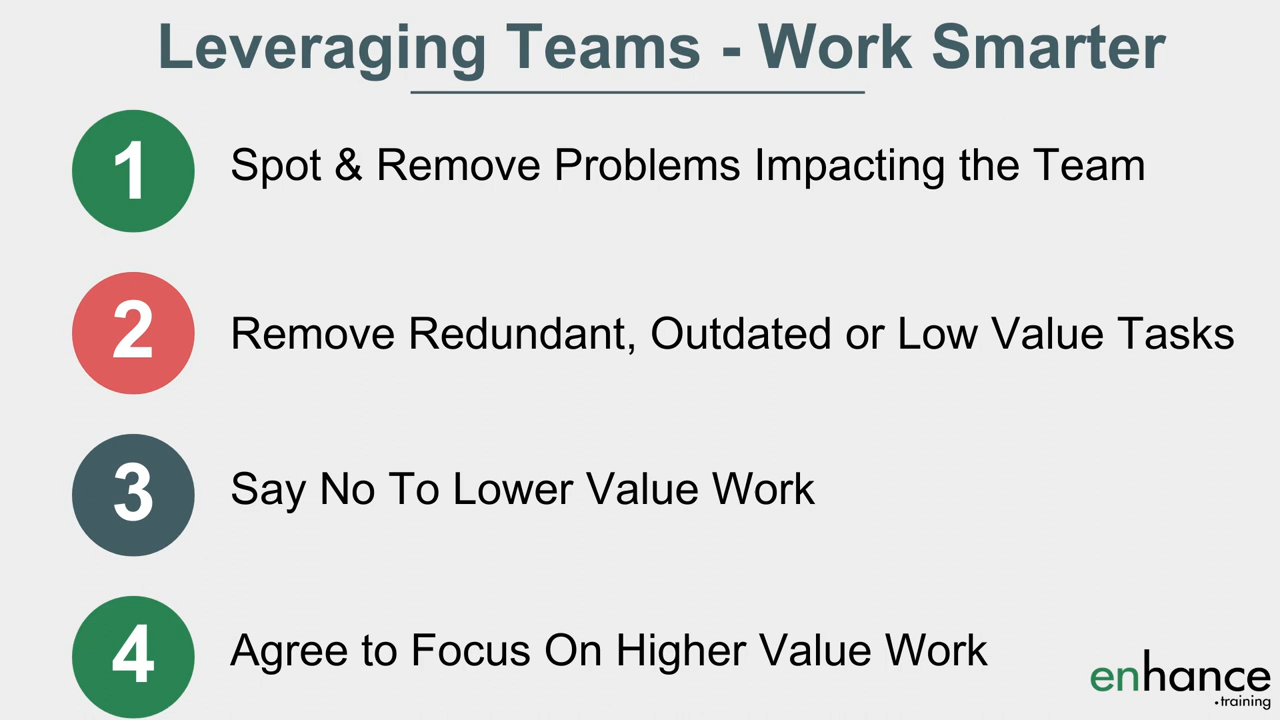 Leveraging Teams - Work Smarter
1
Spot & Remove Problems Impacting the Team
2
Remove Redundant, Outdated or Low Value Tasks
3
Say No To Lower Value Work
4
Agree to Focus On Higher Value Work
enhance
.training